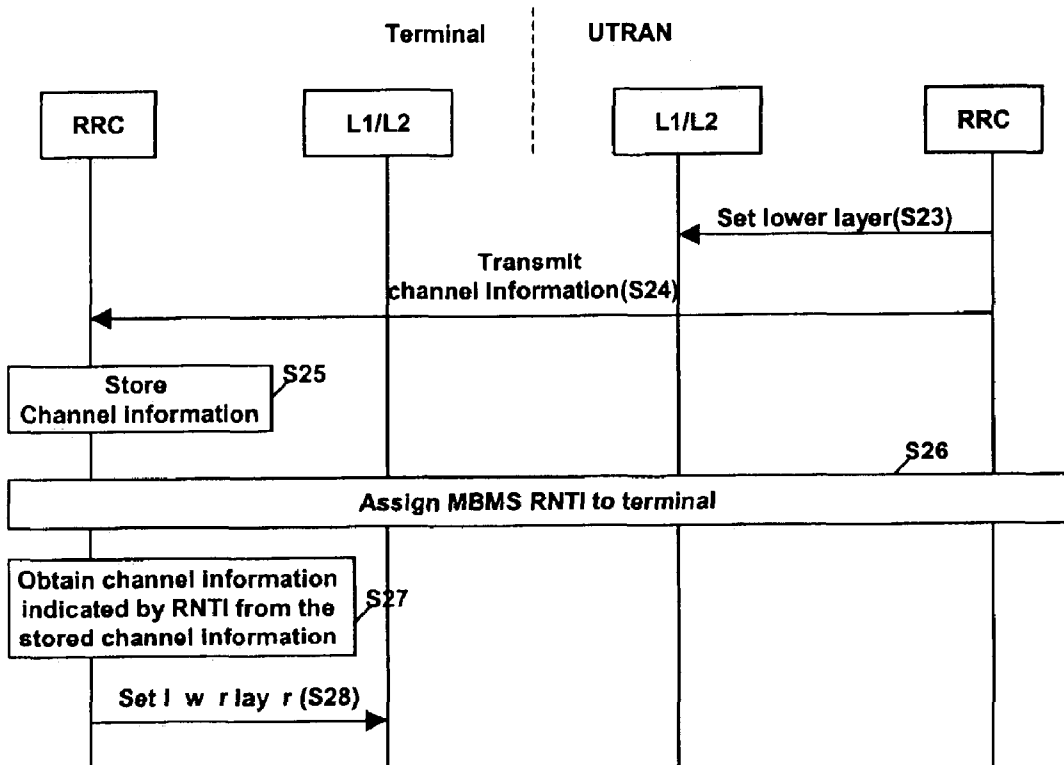 Terminal UTRAN
RRC L1/L2 L1/L2 RRC
Set lower layer(S23)
Transmit
channel Information(S24)
Store
Channel information
S25
S26
Assign MBMS RNTI to terminal
Obtain channel information
indicated by RNTI from the
stored channel information
S27
Set l w r lay r (S28)